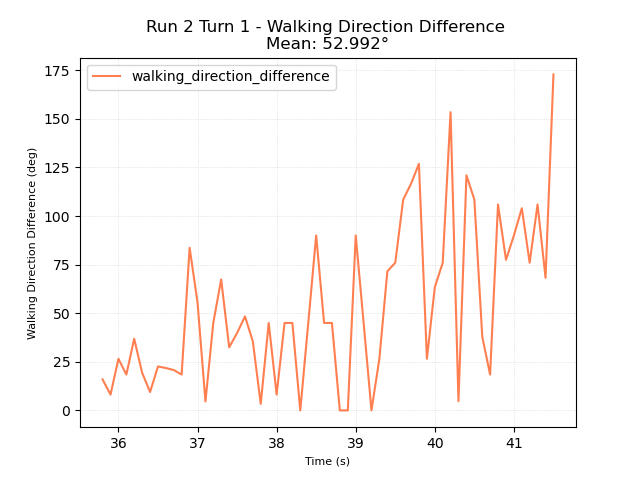 Run 2 Turn 1 - Walking Direction Difference
Mean: 52.992°
walking_direction_difference
Walking Direction Difference (deg)
175
150
125
100
75
50
25
0
36 37 38 39 40 41
Time (s)